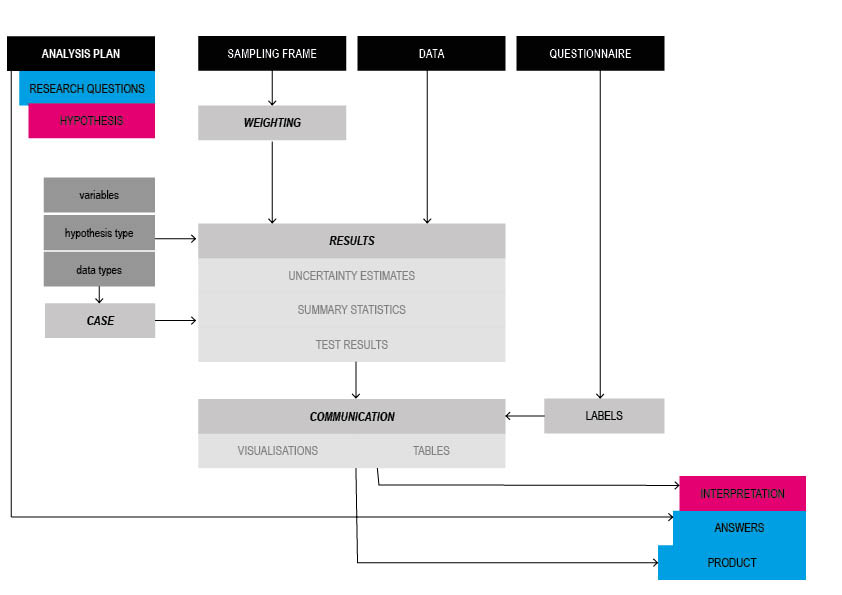 ANALYSIS PLAN
SAMPLING FRAME
DATA
QUESTIONNAIRE
RESEARCH QUESTIONS
HYPOTHESIS
WEIGHTING
variables
hypothesis type
data types
CASE
RESULTS
UNCERTAINTY ESTIMATES
SUMMARY STATISTICS
TEST RESULTS
COMMUNICATION
VISUALISATIONS
TABLES
LABELS
INTERPRETATION
ANSWERS
PRODUCT